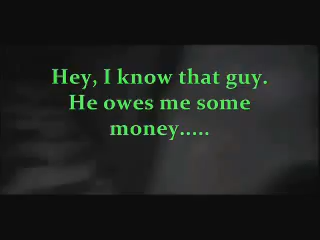 Hey, I know that guy.
He owes me some
money.....